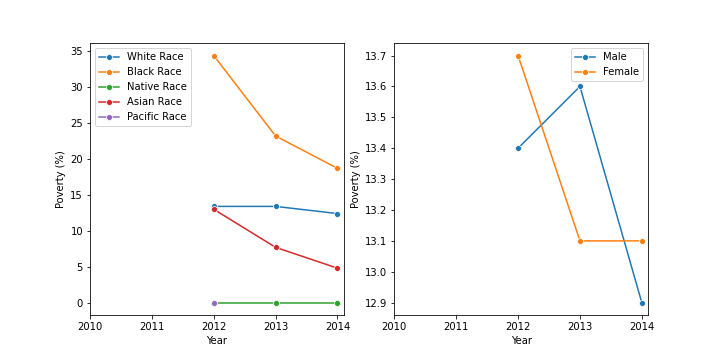 35
30
25
20
15
10
5
0
Poverty (%)
2010 2011 2012 2013 2014
Year
White Race
Black Race
Native Race
Asian Race
Pacific Race
13.7
13.6
13.5
13.4
13.3
13.2
13.1
13.0
12.9
Poverty (%)
2010 2011 2012 2013 2014
Year
Male
Female